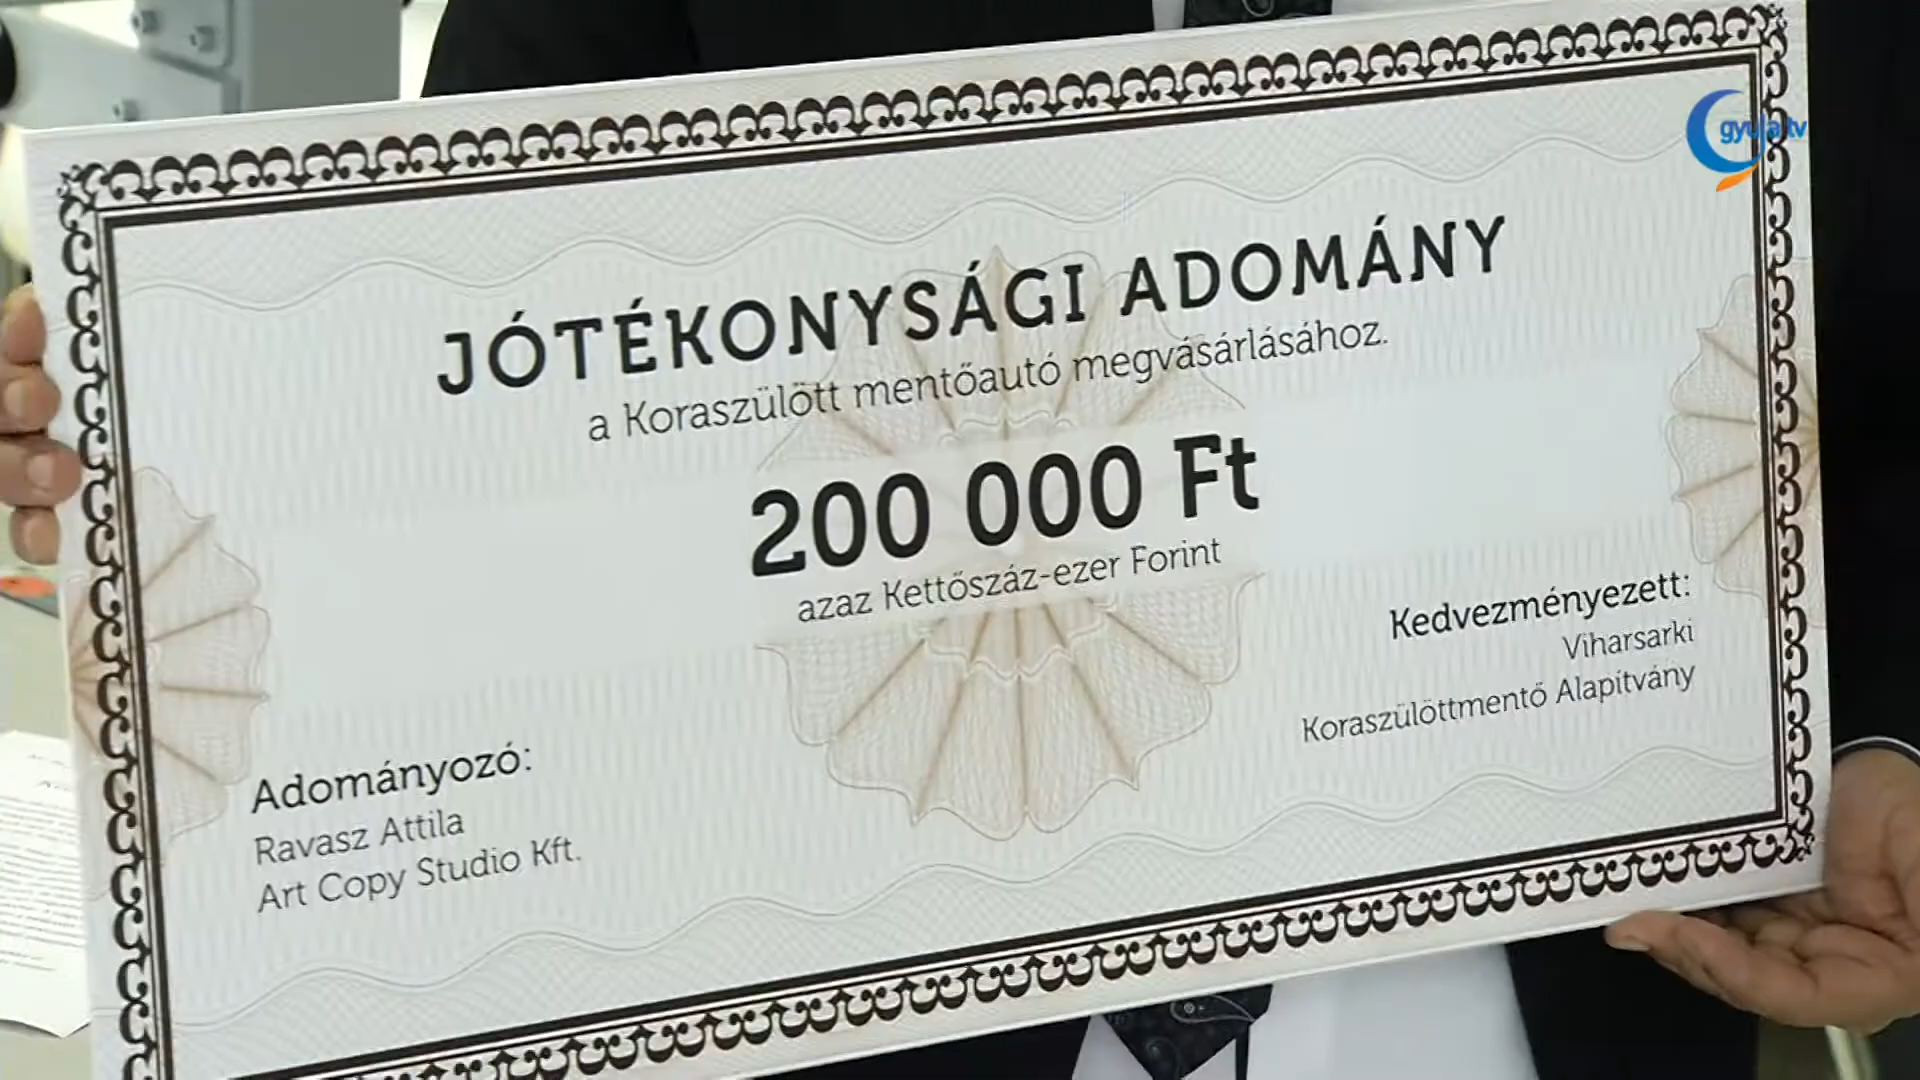 gyula tv
JÓTÉKONYSÁGI ADOMÁNY
a Koraszülött mentőautó megvásárlásához.
200 000 Ft
azaz Kettőszáz-ezer Forint
Kedvezményezett:
Viharsarki
Koraszülöttmentő Alapítvány
Adományozó:
Ravasz Attila
Art Copy Studio Kft.